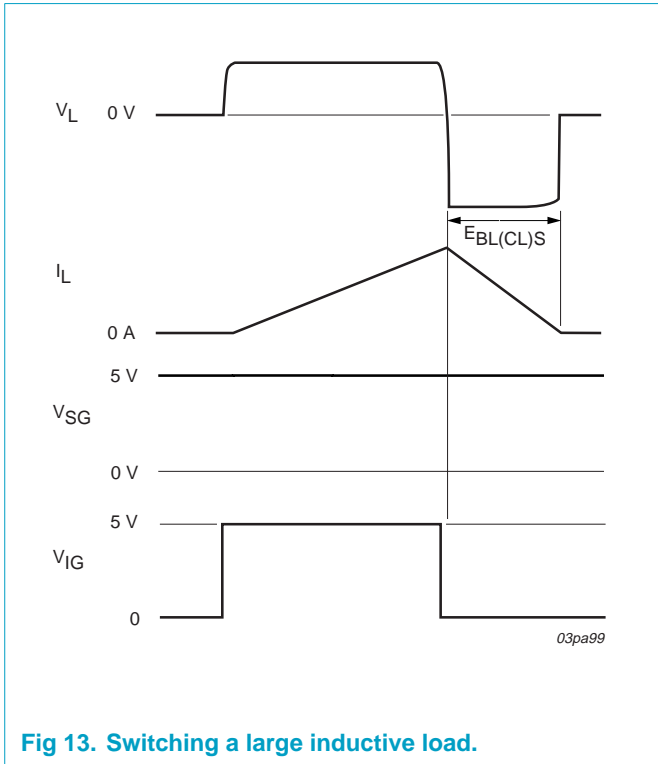 VL 0 V
EBL(CL)S
IL
0 A
5 V
VSG
0 V
5 V
VIG
0
03pa99
Fig 13. Switching a large inductive load.